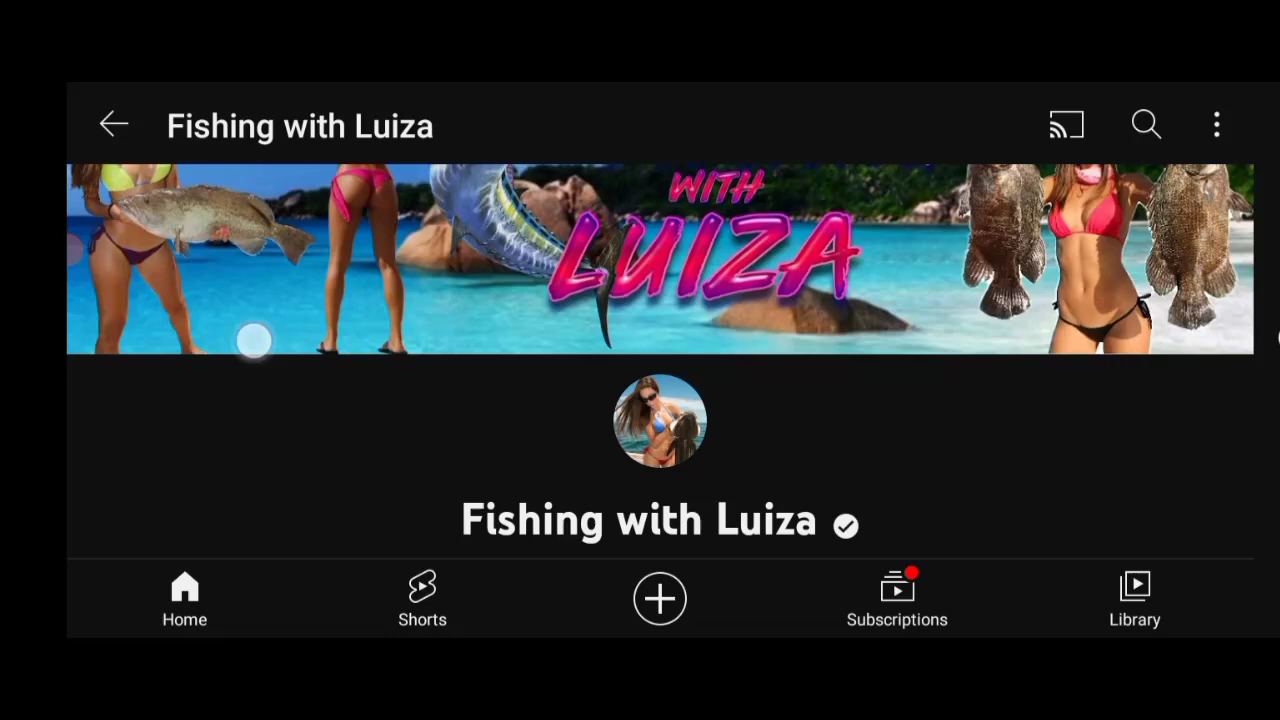 Fishing with Luiza
WITH
LUIZA
Fishing with Luiza
Home
Shorts
Subscriptions
Library